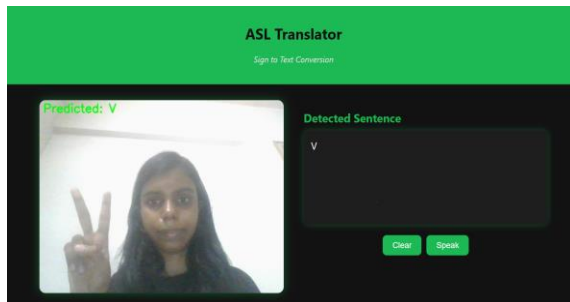 ASL Translator
Sign to Text Conversion
Predicted: V
Detected Sentence
V
Clear
Speak